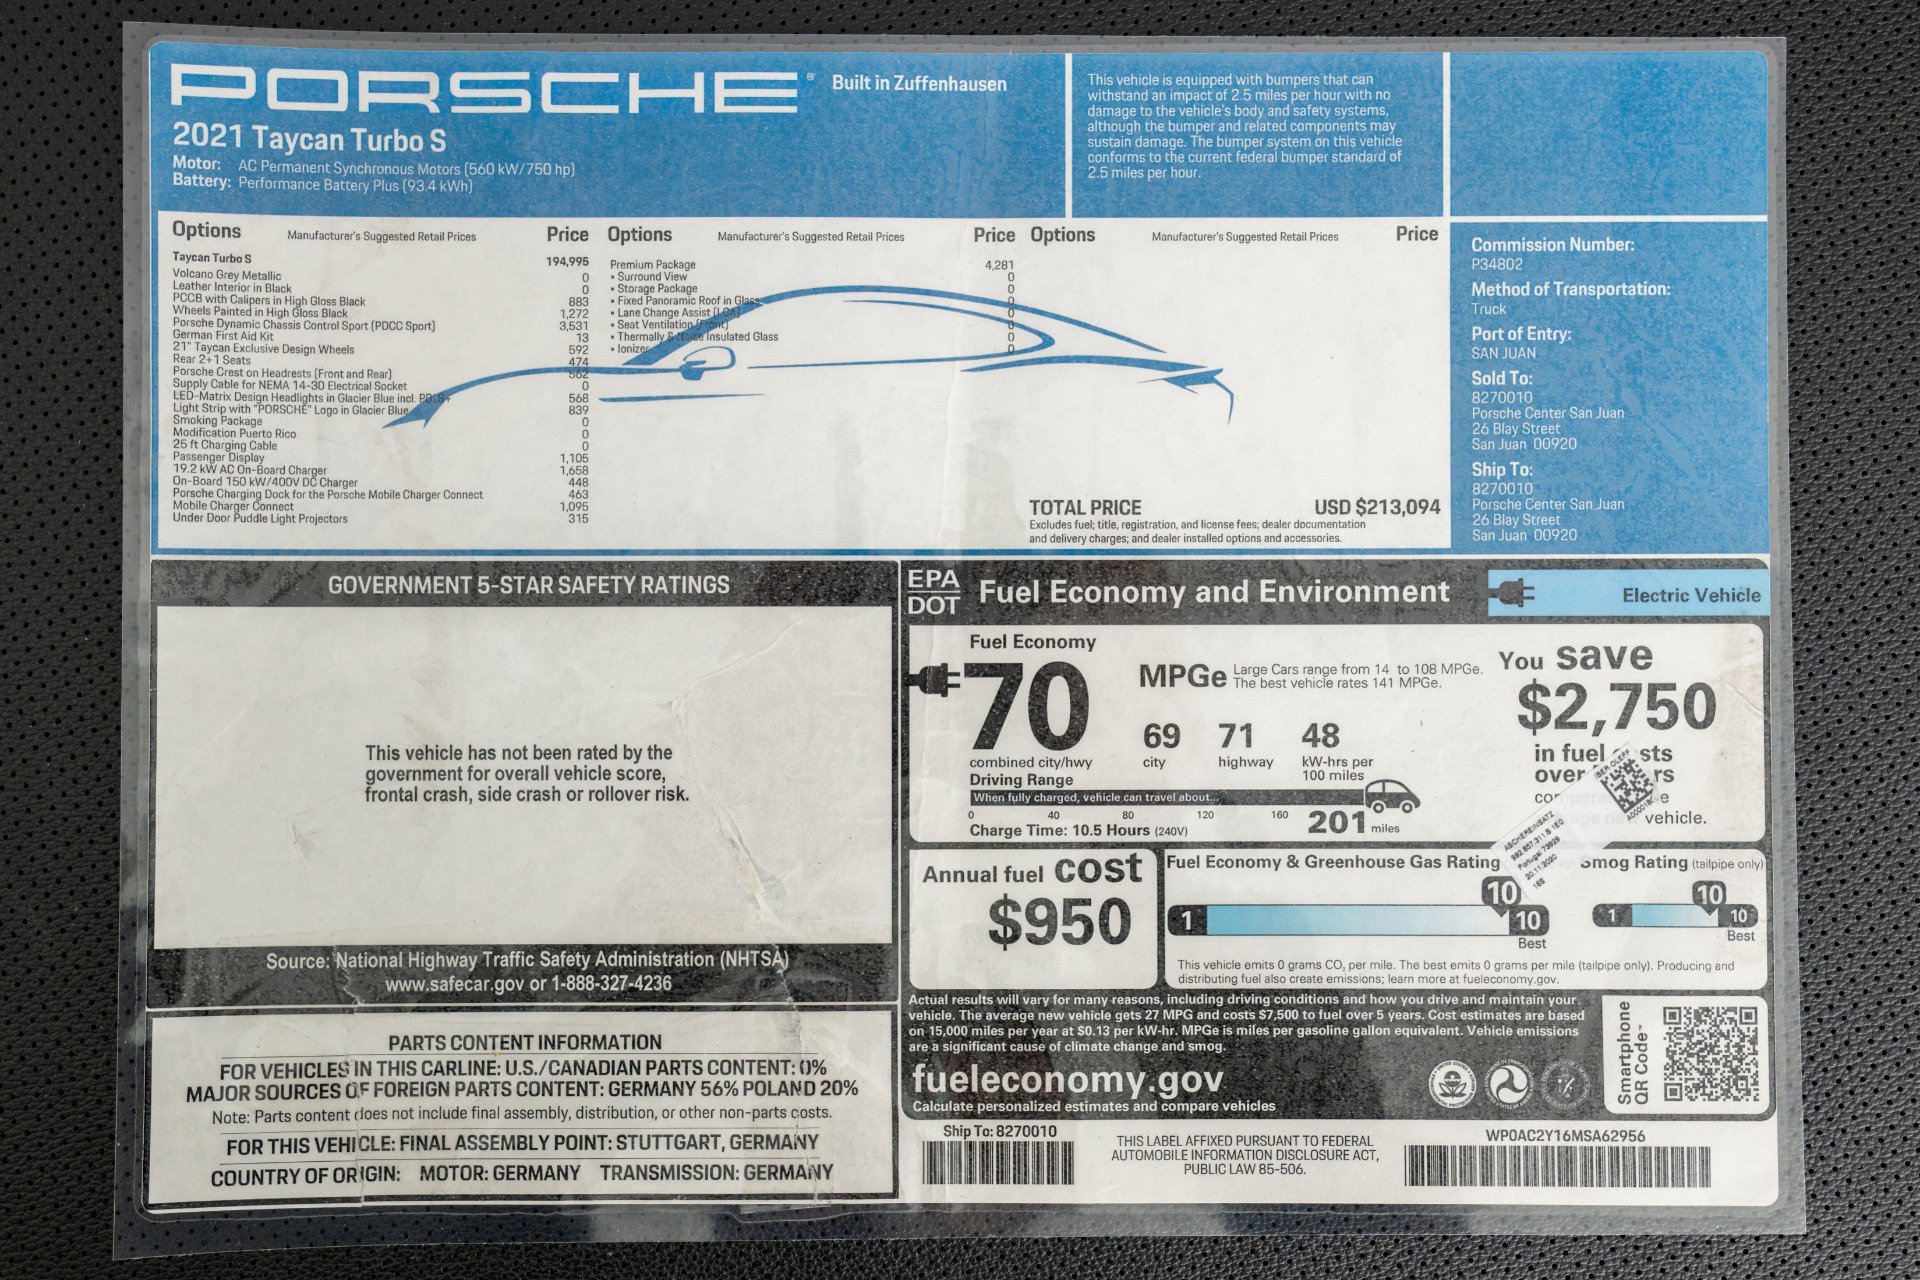 PORSCHE® Built in Zuffenhausen
2021 Taycan Turbo S
Motor: AC Permanent Synchronous Motors (560 kW/750 hp)
Battery: Performance Battery Plus (93.4 kWh)
This vehicle is equipped with bumpers that can
withstand an impact of 2.5 miles per hour with no
damage to the vehicle's body and safety systems,
although the bumper and related components may
sustain damage. The bumper system on this vehicle
conforms to the current federal bumper standard of
2.5 miles per hour.
Options Manufacturer's Suggested Retail Prices Price
Taycan Turbo S 194,995
Volcano Grey Metallic 0
Leather Interior in Black 0
PCCB with Calipers in High Gloss Black 883
Wheels Painted in High Gloss Black 1,272
Porsche Dynamic Chassis Control Sport (PDCC Sport) 3,531
German First Aid Kit 13
21" Taycan Exclusive Design Wheels 592
Rear 2+1 Seats 474
Porsche Crest on Headrests (Front and Rear) 562
Supply Cable for NEMA 14-30 Electrical Socket 0
LED-Matrix Design Headlights in Glacier Blue incl. PDLS+ 568
Light Strip with "PORSCHE" Logo in Glacier Blue 839
Smoking Package 0
Modification Puerto Rico 0
25 ft Charging Cable 0
Passenger Display 1,105
19.2 kW AC On-Board Charger 1,658
On-Board 150 kW/400V DC Charger 448
Porsche Charging Dock for the Porsche Mobile Charger Connect 463
Mobile Charger Connect 1,095
Under Door Puddle Light Projectors 315
Options Manufacturer's Suggested Retail Prices Price
Premium Package 4,281
• Surround View 0
• Storage Package 0
• Fixed Panoramic Roof in Glass 0
• Lane Change Assist (LCA) 0
• Seat Ventilation (Front) 0
• Thermally & Noise Insulated Glass 0
• Ionizer 0
Options Manufacturer's Suggested Retail Prices Price
TOTAL PRICE USD $213,094
Excludes fuel; title, registration, and license fees; dealer documentation
and delivery charges; and dealer installed options and accessories.
Commission Number:
P34802
Method of Transportation:
Truck
Port of Entry:
SAN JUAN
Sold To:
8270010
Porsche Center San Juan
26 Blay Street
San Juan 00920
Ship To:
8270010
Porsche Center San Juan
26 Blay Street
San Juan 00920
GOVERNMENT 5-STAR SAFETY RATINGS
This vehicle has not been rated by the
government for overall vehicle score,
frontal crash, side crash or rollover risk.
Source: National Highway Traffic Safety Administration (NHTSA)
www.safecar.gov or 1-888-327-4236
PARTS CONTENT INFORMATION
FOR VEHICLES IN THIS CARLINE: U.S./CANADIAN PARTS CONTENT: 0%
MAJOR SOURCES OF FOREIGN PARTS CONTENT: GERMANY 56% POLAND 20%
Note: Parts content does not include final assembly, distribution, or other non-parts costs.
FOR THIS VEHICLE: FINAL ASSEMBLY POINT: STUTTGART, GERMANY
COUNTRY OF ORIGIN: MOTOR: GERMANY TRANSMISSION: GERMANY
EPA
DOT
Fuel Economy and Environment
Electric Vehicle
Fuel Economy
70
combined city/hwy
MPGe
Large Cars range from 14 to 108 MPGe.
The best vehicle rates 141 MPGe.
69 71 48
city highway kW-hrs per
100 miles
Driving Range
When fully charged, vehicle can travel about...
0 40 80 120 160 201 miles
Charge Time: 10.5 Hours (240V)
You save
$2,750
in fuel
over
vehicle.
ASCHEREINSATZ
Portugal 73929
20.11.2020
Annual fuel cost
$950
Fuel Economy & Greenhouse Gas Rating
10
1 10
Best
Smog Rating (tailpipe only)
10
1 10
Best
This vehicle emits 0 grams CO2 per mile. The best emits 0 grams per mile (tailpipe only). Producing and
distributing fuel also create emissions; learn more at fueleconomy.gov.
Actual results will vary for many reasons, including driving conditions and how you drive and maintain your
vehicle. The average new vehicle gets 27 MPG and costs $7,500 to fuel over 5 years. Cost estimates are based
on 15,000 miles per year at $0.13 per kW-hr. MPGe is miles per gasoline gallon equivalent. Vehicle emissions
are a significant cause of climate change and smog.
fueleconomy.gov
Calculate personalized estimates and compare vehicles
Smartphone
QR Code™
Ship To: 8270010
THIS LABEL AFFIXED PURSUANT TO FEDERAL
AUTOMOBILE INFORMATION DISCLOSURE ACT,
PUBLIC LAW 85-506.
WP0AC2Y16MSA62956